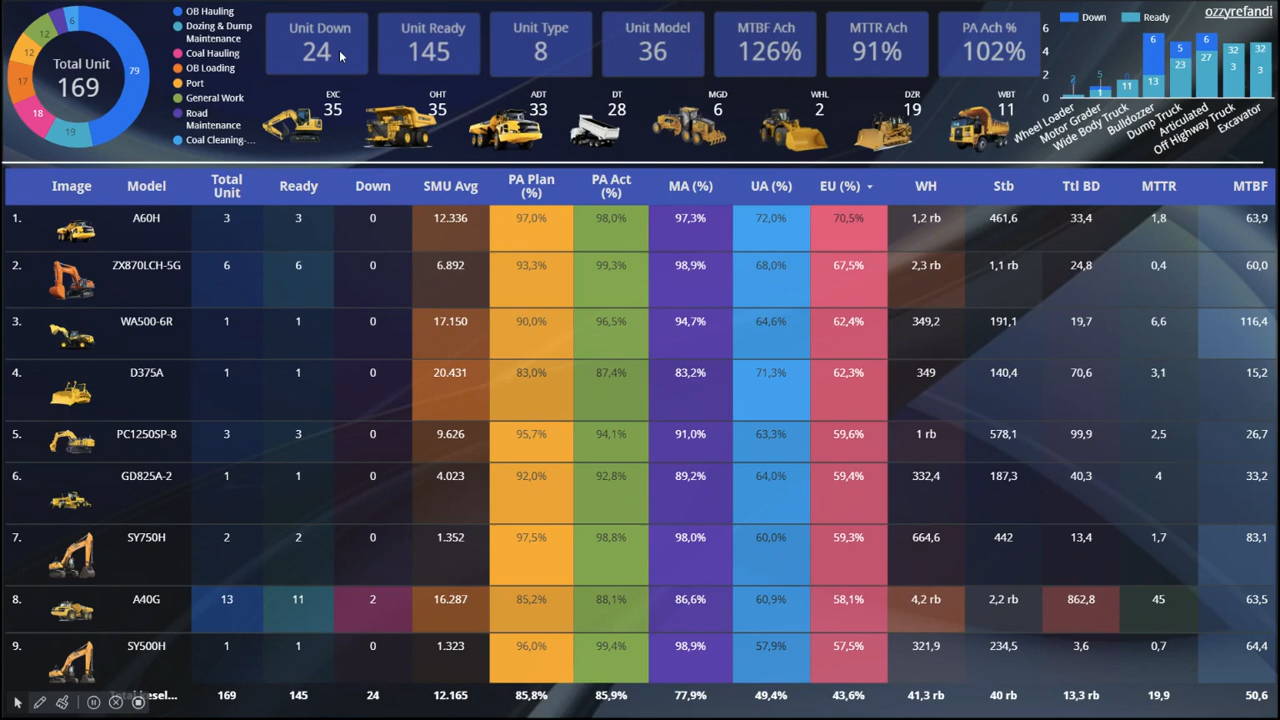 Total Unit
169
79
19
18
17
12
12
OB Hauling
Dozing & Dump
Maintenance
Coal Hauling
OB Loading
Port
General Work
Road
Maintenance
Coal Cleaning-...
Unit Down
24
Unit Ready
145
Unit Type
8
Unit Model
36
MTBF Ach
126%
MTTR Ach
91%
PA Ach %
102%
EXC
35
OHT
35
ADT
33
DT
28
MGD
6
WHL
2
DZR
19
WBT
11
Down Ready
ozzyrefandi
6
4
2
0
2
5
1
0
11
6
13
5
23
6
27
32
3
32
3
Wheel Loader
Motor Grader
Wide Body Truck
Bulldozzer
Dump Truck
Articulated
Off Highway Truck
Excavator
Image Model Total Unit Ready Down SMU Avg PA Plan (%) PA Act (%) MA (%) UA (%) EU (%) WH Stb Ttl BD MTTR MTBF
1. A60H 3 3 0 12.336 97,0% 98,0% 97,3% 72,0% 70,5% 1,2 rb 461,6 33,4 1,8 63,9
2. ZX870LCH-5G 6 6 0 6.892 93,3% 99,3% 98,9% 68,0% 67,5% 2,3 rb 1,1 rb 24,8 0,4 60,0
3. WA500-6R 1 1 0 17.150 90,0% 96,5% 94,7% 64,6% 62,4% 349,2 191,1 19,7 6,6 116,4
4. D375A 1 1 0 20.431 83,0% 87,4% 83,2% 71,3% 62,3% 349 140,4 70,6 3,1 15,2
5. PC1250SP-8 3 3 0 9.626 95,7% 94,1% 91,0% 63,3% 59,6% 1 rb 578,1 99,9 2,5 26,7
6. GD825A-2 1 1 0 4.023 92,0% 92,8% 89,2% 64,0% 59,4% 332,4 187,3 40,3 4 33,2
7. SY750H 2 2 0 1.352 97,5% 98,8% 98,0% 60,0% 59,3% 664,6 442 13,4 1,7 83,1
8. A40G 13 11 2 16.287 85,2% 88,1% 86,6% 60,9% 58,1% 4,2 rb 2,2 rb 862,8 45 63,5
9. SY500H 1 1 0 1.323 96,0% 99,4% 98,9% 57,9% 57,5% 321,9 234,5 3,6 0,7 64,4
169 145 24 12.165 85,8% 85,9% 77,9% 49,4% 43,6% 41,3 rb 40 rb 13,3 rb 19,9 50,6